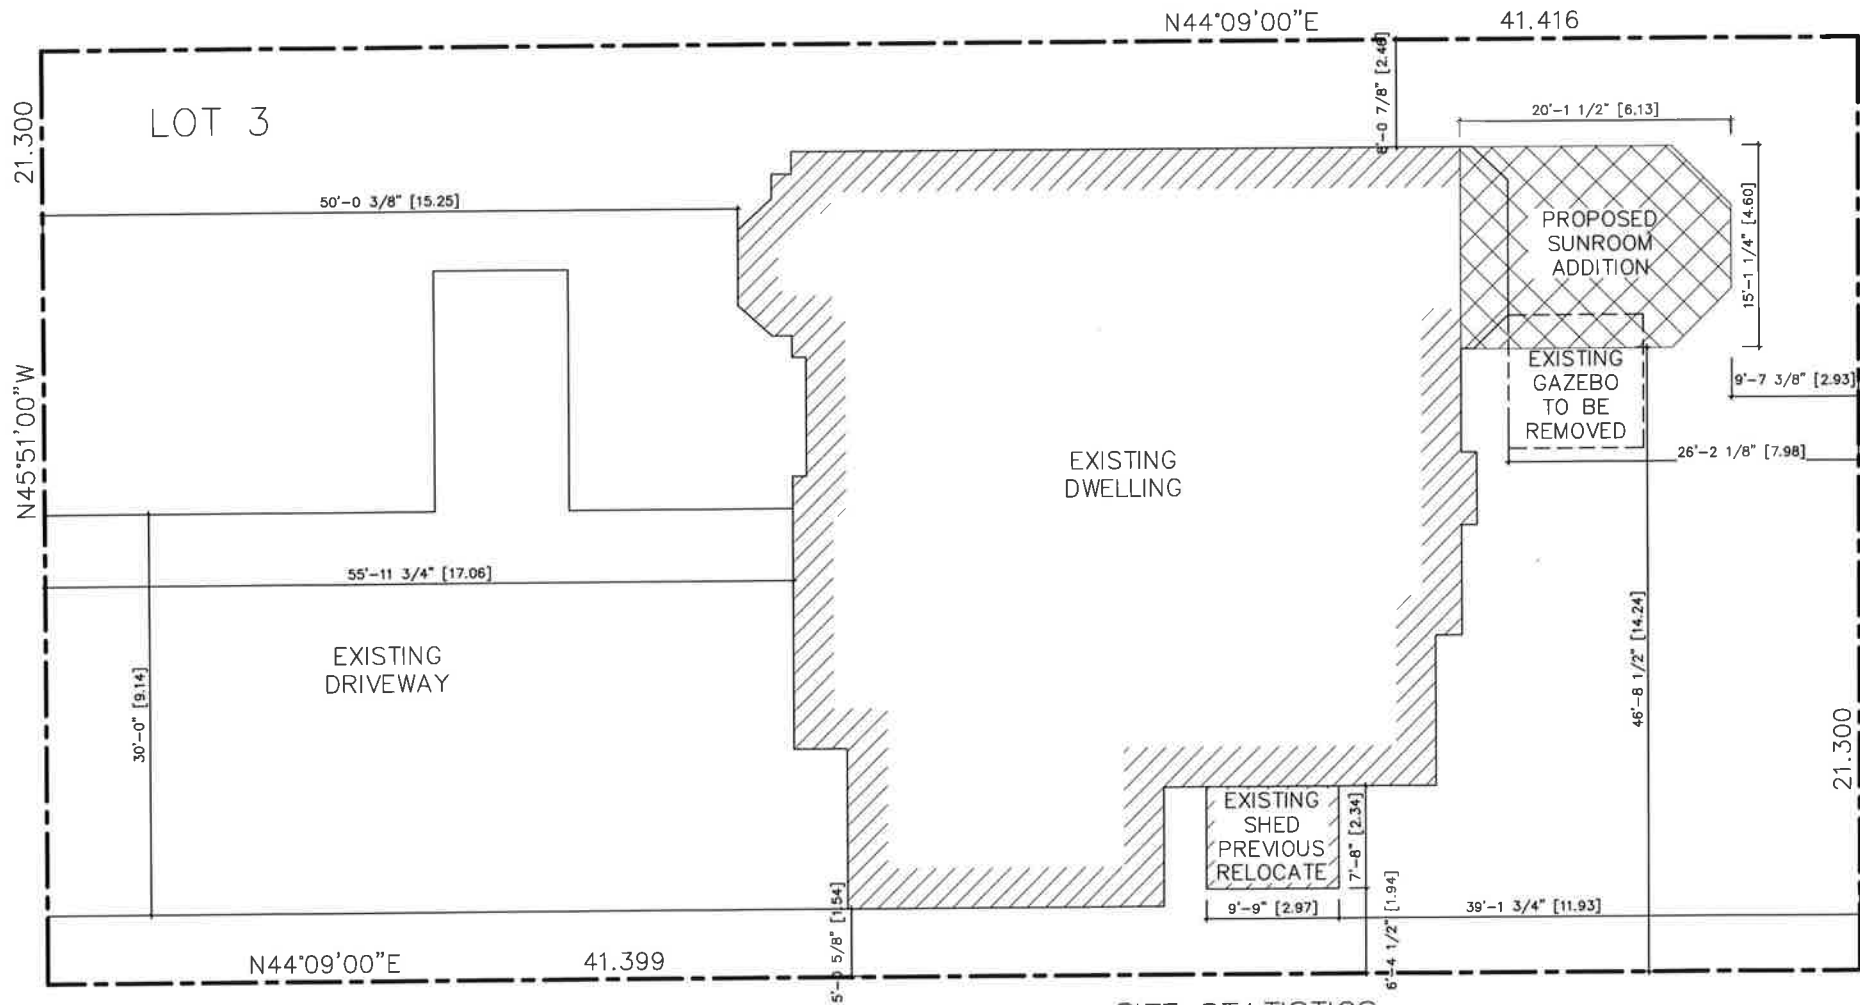 N44°09'00"E
41.416
21.300
LOT 3
8'-0 7/8" [2.46]
20'-1 1/2" [6.13]
50'-0 3/8" [15.25]
PROPOSED
SUNROOM
ADDITION
15'-1 1/4" [4.60]
EXISTING
GAZEBO
TO BE
REMOVED
9'-7 3/8" [2.93]
26'-2 1/8" [7.98]
N45°51'00"W
EXISTING
DWELLING
55'-11 3/4" [17.06]
EXISTING
DRIVEWAY
30'-0" [9.14]
46'-8 1/2" [14.24]
21.300
EXISTING
SHED
PREVIOUS
RELOCATE
7'-8" [2.34]
9'-9" [2.97]
39'-1 3/4" [11.93]
5'-0 5/8" [1.54]
6'-4 1/2" [1.94]
N44°09'00"E
41.399
SITE STATISTICS